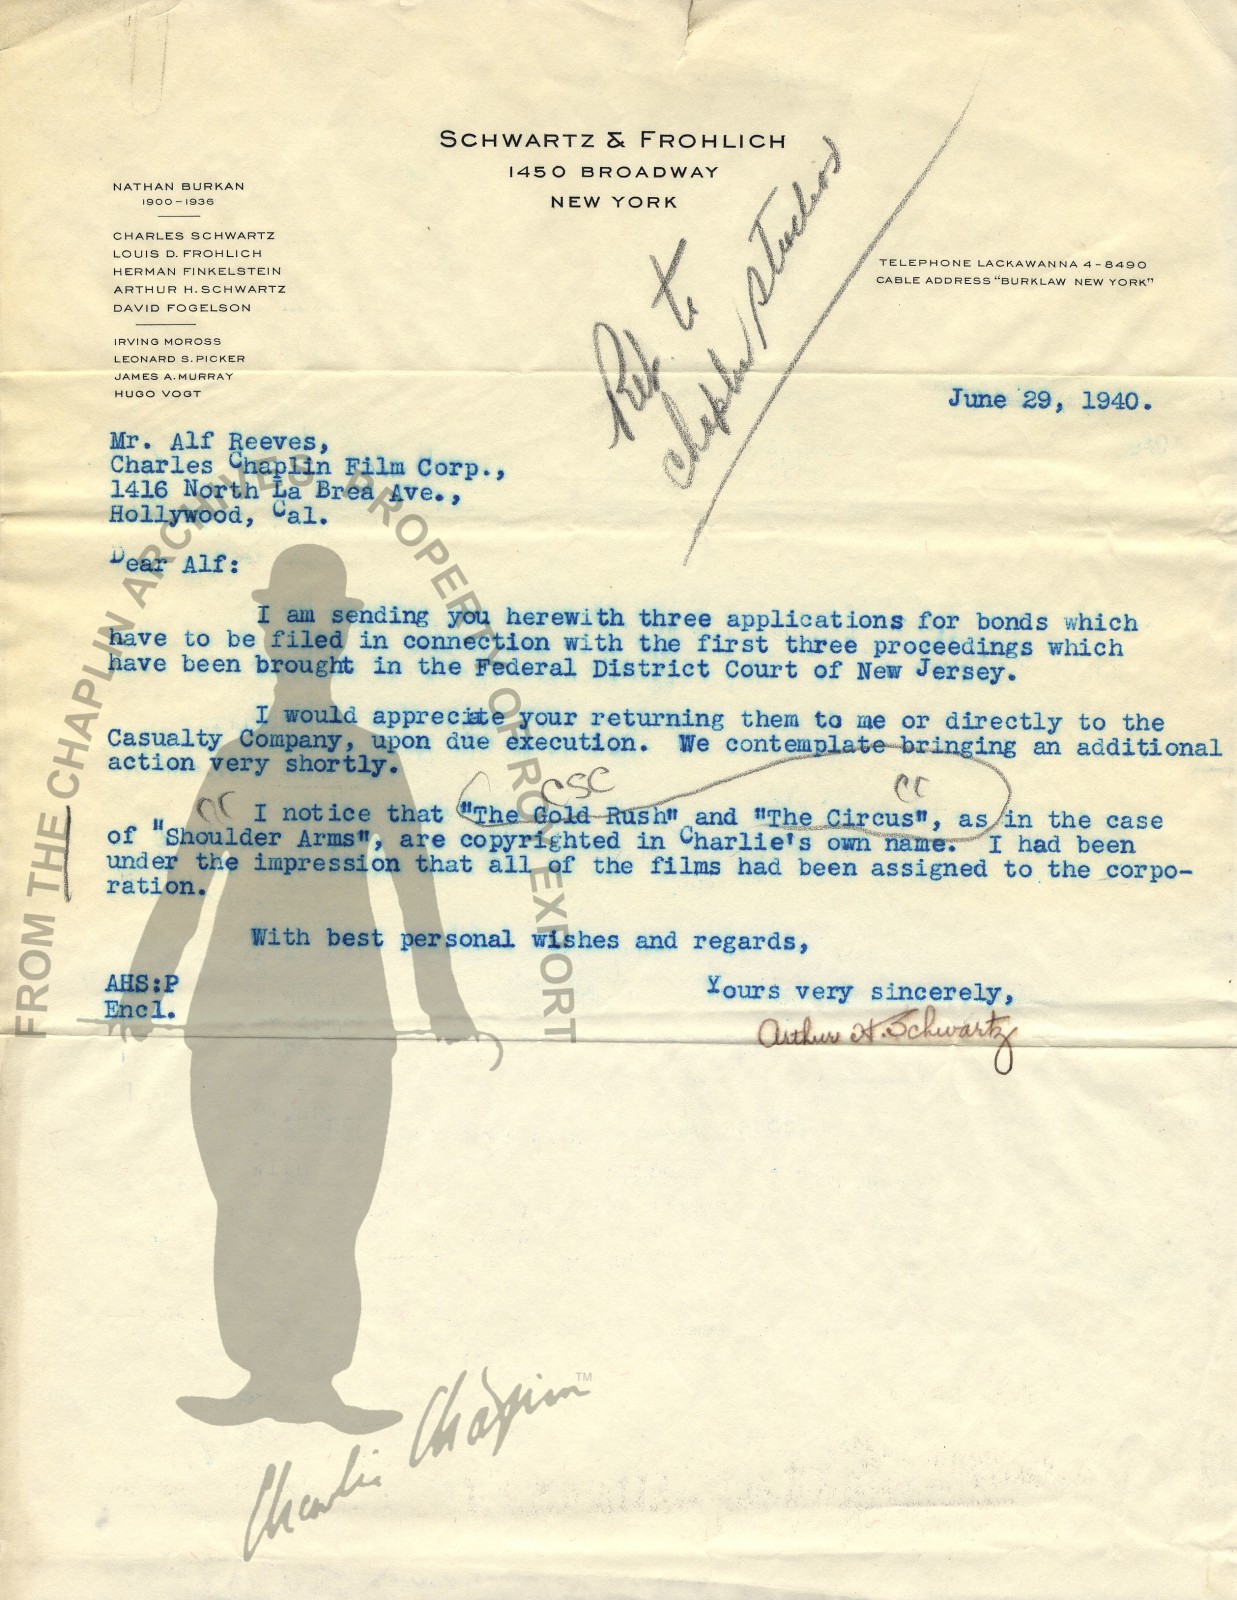 SCHWARTZ & FROHLICH
1450 BROADWAY
NEW YORK
NATHAN BURKAN
1900-1936
CHARLES SCHWARTZ
LOUIS D. FROHLICH
HERMAN FINKELSTEIN
ARTHUR H. SCHWARTZ
DAVID FOGELSON
IRVING MOROSS
LEONARD S. PICKER
JAMES A. MURRAY
HUGO VOGT
TELEPHONE LACKAWANNA 4-8490
CABLE ADDRESS "BURKLAW NEW YORK"
Ret. to
Chaplin Studios
June 29, 1940.
Mr. Alf Reeves,
Charles Chaplin Film Corp.,
1416 North La Brea Ave.,
Hollywood, Cal.
Dear Alf:
I am sending you herewith three applications for bonds which
have to be filed in connection with the first three proceedings which
have been brought in the Federal District Court of New Jersey.
I would appreciate your returning them to me or directly to the
Casualty Company, upon due execution. We contemplate bringing an additional
action very shortly.
CC CSC CC
I notice that "The Gold Rush" and "The Circus", as in the case
of "Shoulder Arms", are copyrighted in Charlie's own name. I had been
under the impression that all of the films had been assigned to the corpo-
ration.
With best personal wishes and regards,
AHS:P
Encl.
Yours very sincerely,
Arthur H. Schwartz
FROM THE CHAPLIN ARCHIVES PROPERTY OF ROY EXPORT
Charlie Chaplin TM